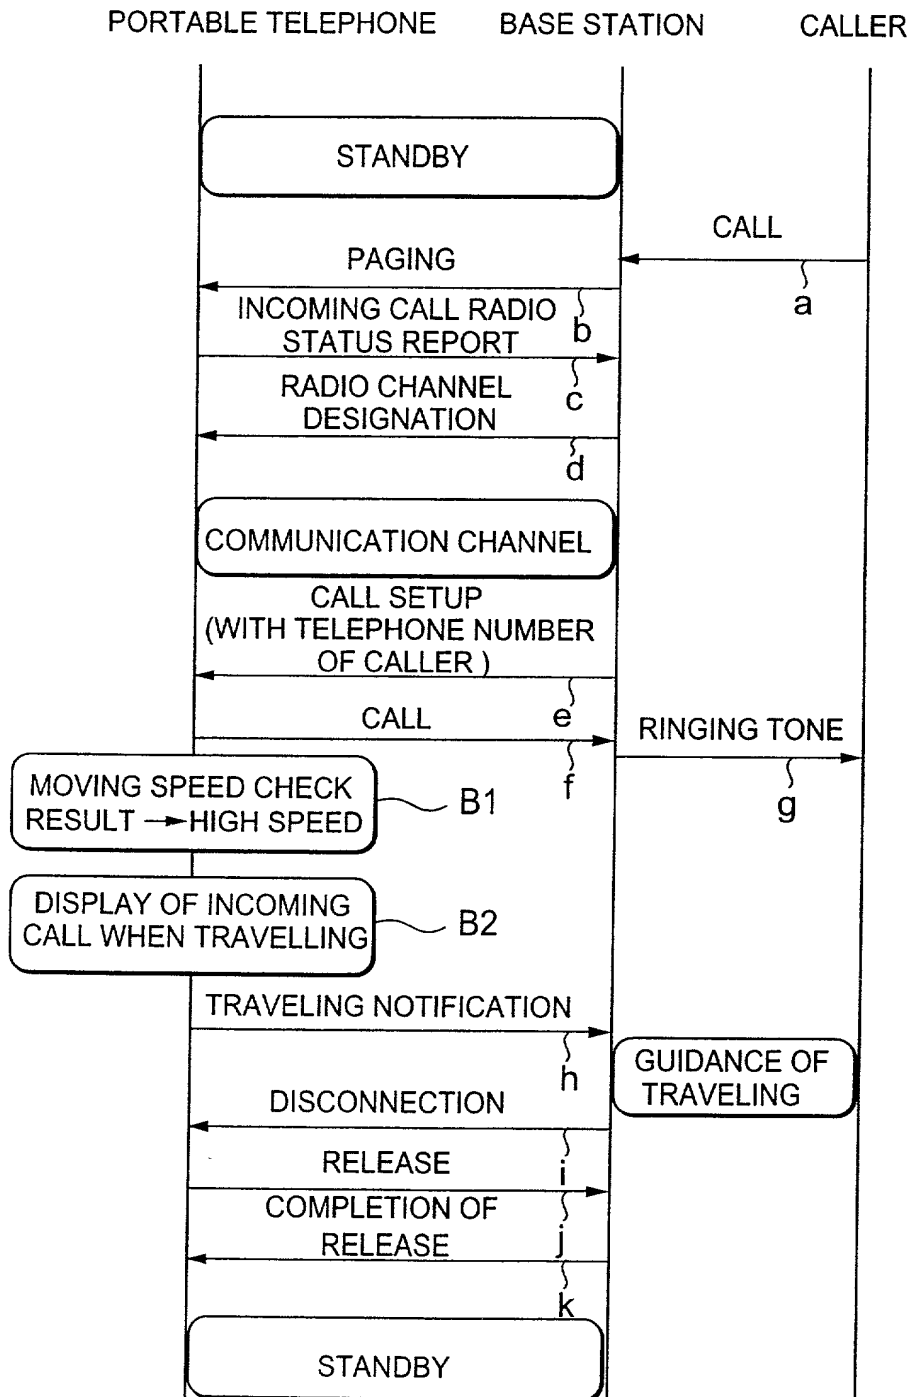 PORTABLE TELEPHONE BASE STATION CALLER
STANDBY
CALL
a
PAGING
b
INCOMING CALL RADIO
STATUS REPORT
c
RADIO CHANNEL
DESIGNATION
d
COMMUNICATION CHANNEL
CALL SETUP
(WITH TELEPHONE NUMBER
OF CALLER )
e
CALL
f
RINGING TONE
g
MOVING SPEED CHECK
RESULT → HIGH SPEED
B1
DISPLAY OF INCOMING
CALL WHEN TRAVELLING
B2
TRAVELING NOTIFICATION
h
GUIDANCE OF
TRAVELING
DISCONNECTION
i
RELEASE
j
COMPLETION OF
RELEASE
k
STANDBY